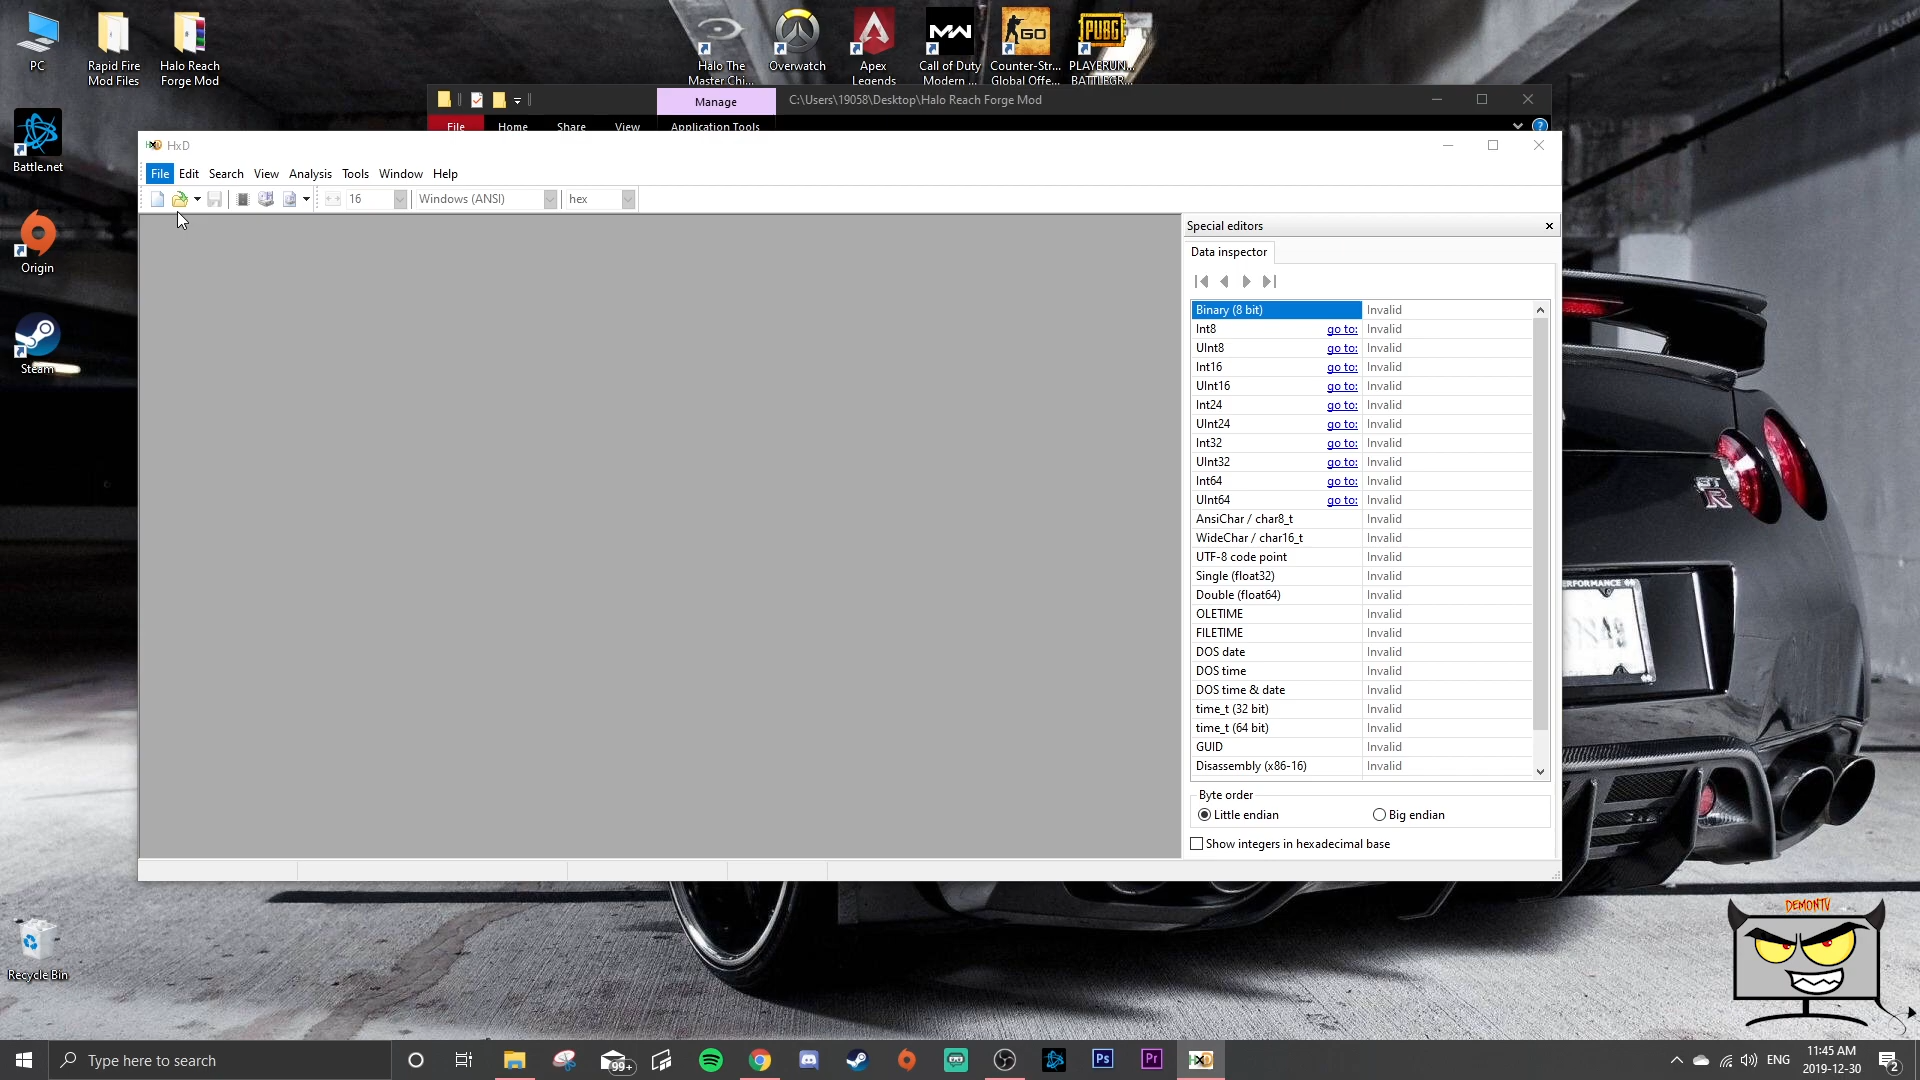 PC
Rapid Fire
Mod Files
Halo Reach
Forge Mod
Halo The
Master Chi...
Overwatch
Apex
Legends
Call of Duty
Modern ...
Counter-Str...
Global Offe...
PLAYERUN...
BATTLEGR...
GO
PUBG
Battle.net
Origin
Steam
Recycle Bin
Manage
C:\Users\19058\Desktop\Halo Reach Forge Mod
File
Home
Share
View
Application Tools
HxD
File Edit Search View Analysis Tools Window Help
16
Windows (ANSI)
hex
Special editors
Data inspector
Binary (8 bit) Invalid
Int8 go to: Invalid
UInt8 go to: Invalid
Int16 go to: Invalid
UInt16 go to: Invalid
Int24 go to: Invalid
UInt24 go to: Invalid
Int32 go to: Invalid
UInt32 go to: Invalid
Int64 go to: Invalid
UInt64 go to: Invalid
AnsiChar / char8_t Invalid
WideChar / char16_t Invalid
UTF-8 code point Invalid
Single (float32) Invalid
Double (float64) Invalid
OLETIME Invalid
FILETIME Invalid
DOS date Invalid
DOS time Invalid
DOS time & date Invalid
time_t (32 bit) Invalid
time_t (64 bit) Invalid
GUID Invalid
Disassembly (x86-16) Invalid
Byte order
Little endian
Big endian
Show integers in hexadecimal base
GT
R
DEMONTV
Type here to search
99+
Ps
Pr
ENG
11:45 AM
2019-12-30
2